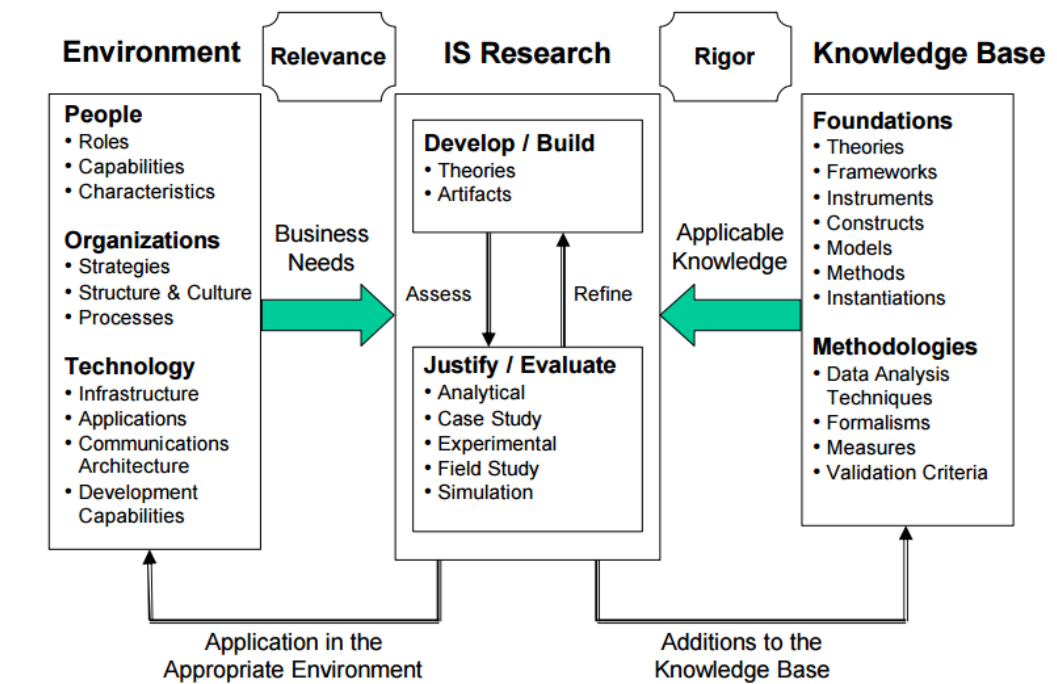 Environment
Relevance
IS Research
Rigor
Knowledge Base
People
• Roles
• Capabilities
• Characteristics
Organizations
• Strategies
• Structure & Culture
• Processes
Technology
• Infrastructure
• Applications
• Communications
Architecture
• Development
Capabilities
Business
Needs
Develop / Build
• Theories
• Artifacts
Assess
Refine
Justify / Evaluate
• Analytical
• Case Study
• Experimental
• Field Study
• Simulation
Applicable
Knowledge
Foundations
• Theories
• Frameworks
• Instruments
• Constructs
• Models
• Methods
• Instantiations
Methodologies
• Data Analysis
Techniques
• Formalisms
• Measures
• Validation Criteria
Application in the
Appropriate Environment
Additions to the
Knowledge Base